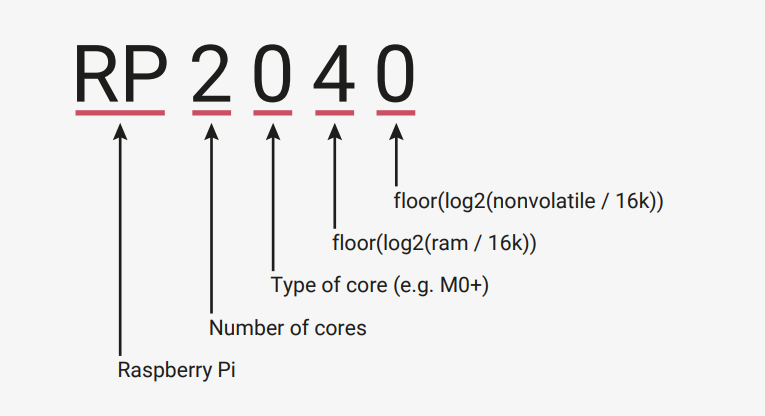 RP 2 0 4 0
floor(log2(nonvolatile / 16k))
floor(log2(ram / 16k))
Type of core (e.g. M0+)
Number of cores
Raspberry Pi